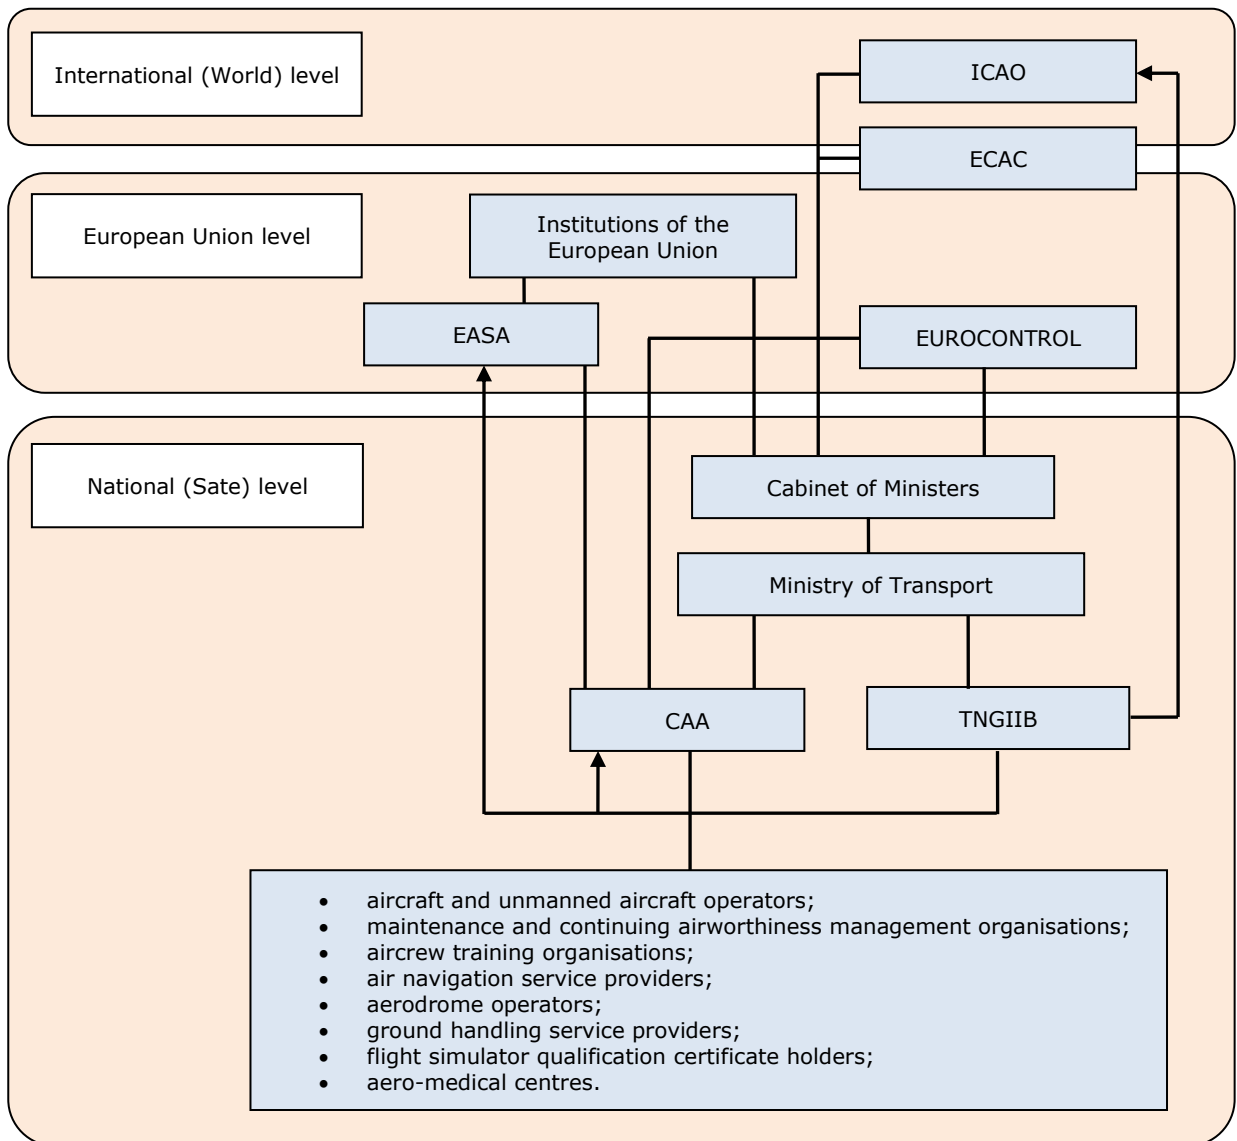 International (World) level
ICAO
ECAC
European Union level
Institutions of the
European Union
EASA
EUROCONTROL
National (Sate) level
Cabinet of Ministers
Ministry of Transport
CAA
TNGIIB
• aircraft and unmanned aircraft operators;
• maintenance and continuing airworthiness management organisations;
• aircrew training organisations;
• air navigation service providers;
• aerodrome operators;
• ground handling service providers;
• flight simulator qualification certificate holders;
• aero-medical centres.